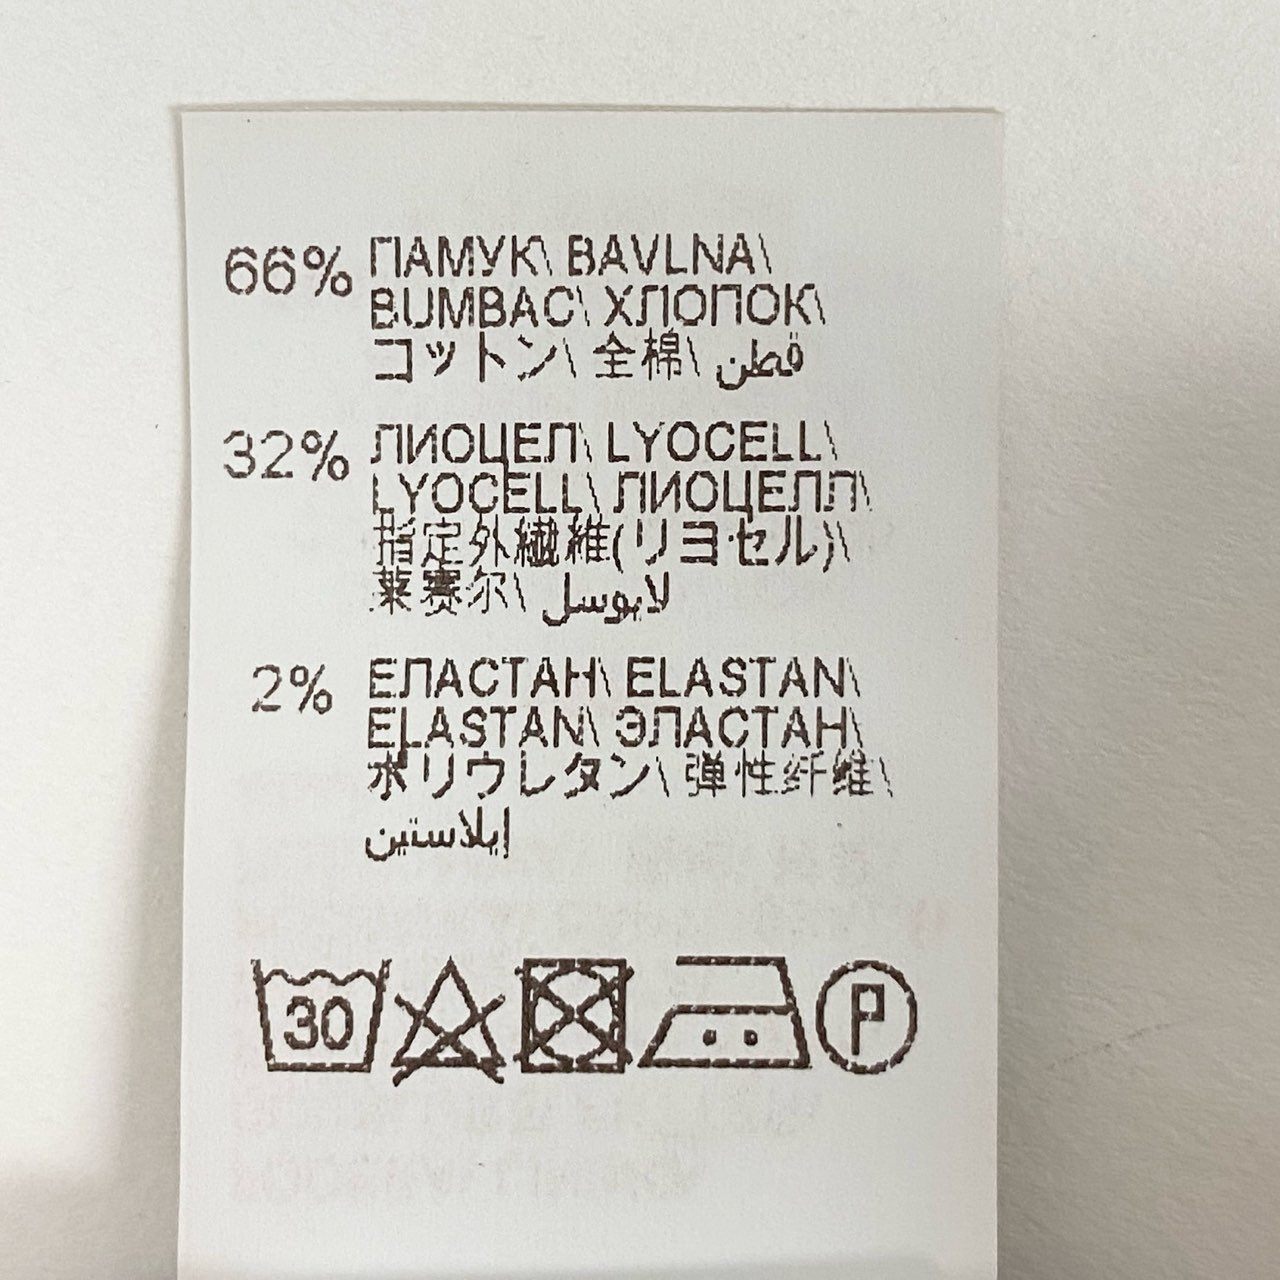 66% ПАМУК\ BAVLNA\
BUMBAC\ ХЛОПОК\
コットン\ 全棉\ قطن
32% ЛИОЦЕЛ\ LYOCELL\
LYOCELL\ ЛИОЦЕЛЛ\
指定外繊維(リヨセル)\
莱赛尔\ لايوسل
2% ЕЛАСТАН\ ELASTAN\
ELASTAN\ ЭЛАСТАН\
ポリウレタン\ 弹性纤维\
إيلاستين
30 P